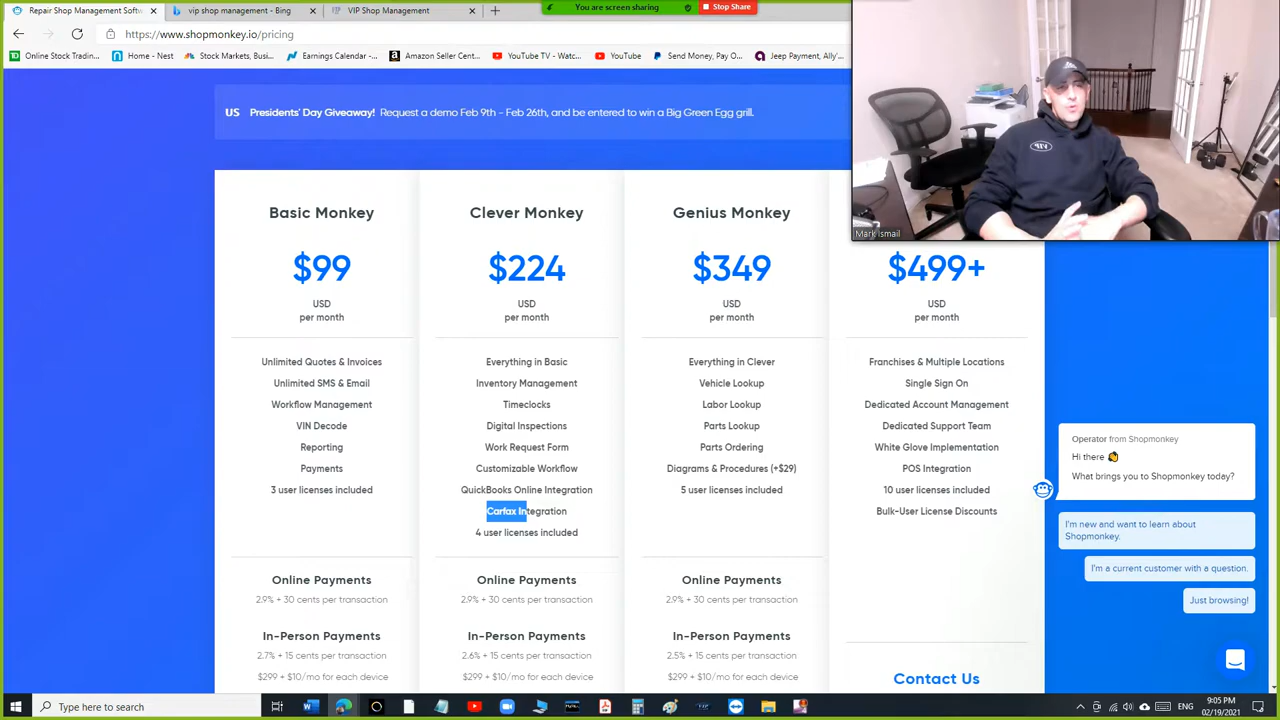 Repair Shop Management Softw
vip shop management - Bing
VIP Shop Management
You are screen sharing
Stop Share
https://www.shopmonkey.io/pricing
Online Stock Tradin...
Home - Nest
Stock Markets, Busi...
Earnings Calendar -...
Amazon Seller Cent...
YouTube TV - Watc...
YouTube
Send Money, Pay O...
Jeep Payment, Ally'...
US Presidents' Day Giveaway! Request a demo Feb 9th - Feb 26th, and be entered to win a Big Green Egg grill.
Mark Ismail
Basic Monkey
$99
USD
per month
Unlimited Quotes & Invoices
Unlimited SMS & Email
Workflow Management
VIN Decode
Reporting
Payments
3 user licenses included
Online Payments
2.9% + 30 cents per transaction
In-Person Payments
2.7% + 15 cents per transaction
$299 + $10/mo for each device
Clever Monkey
$224
USD
per month
Everything in Basic
Inventory Management
Timeclocks
Digital Inspections
Work Request Form
Customizable Workflow
QuickBooks Online Integration
Carfax Integration
4 user licenses included
Online Payments
2.9% + 30 cents per transaction
In-Person Payments
2.6% + 15 cents per transaction
$299 + $10/mo for each device
Genius Monkey
$349
USD
per month
Everything in Clever
Vehicle Lookup
Labor Lookup
Parts Lookup
Parts Ordering
Diagrams & Procedures (+$29)
5 user licenses included
Online Payments
2.9% + 30 cents per transaction
In-Person Payments
2.5% + 15 cents per transaction
$299 + $10/mo for each device
$499+
USD
per month
Franchises & Multiple Locations
Single Sign On
Dedicated Account Management
Dedicated Support Team
White Glove Implementation
POS Integration
10 user licenses included
Bulk-User License Discounts
Contact Us
Operator from Shopmonkey
Hi there
What brings you to Shopmonkey today?
I'm new and want to learn about
Shopmonkey.
I'm a current customer with a question.
Just browsing!
Type here to search
ENG
9:05 PM
02/19/2021